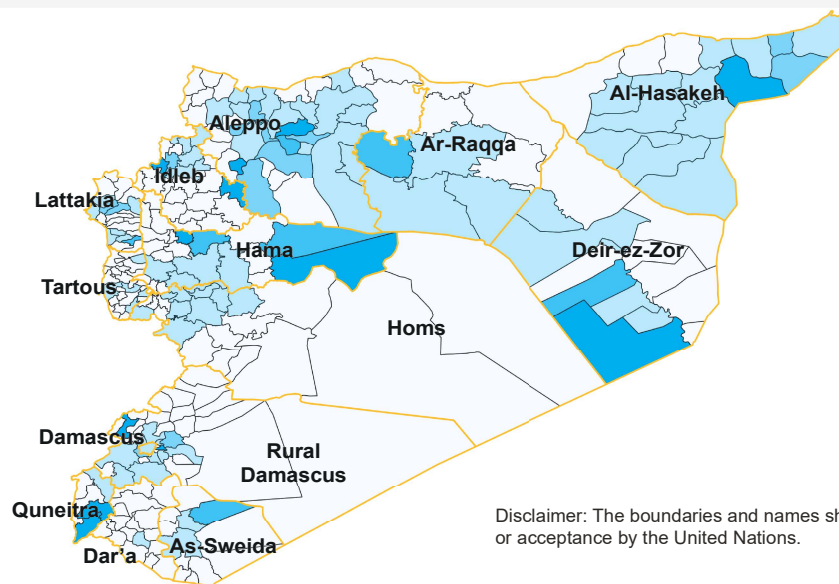 Al-Hasakeh
Aleppo
Ar-Raqqa
Idleb
Lattakia
Hama
Deir-ez-Zor
Tartous
Homs
Damascus
Rural
Damascus
Quneitra
As-Sweida
Dar'a
Disclaimer: The boundaries and names
or acceptance by the United Nations.